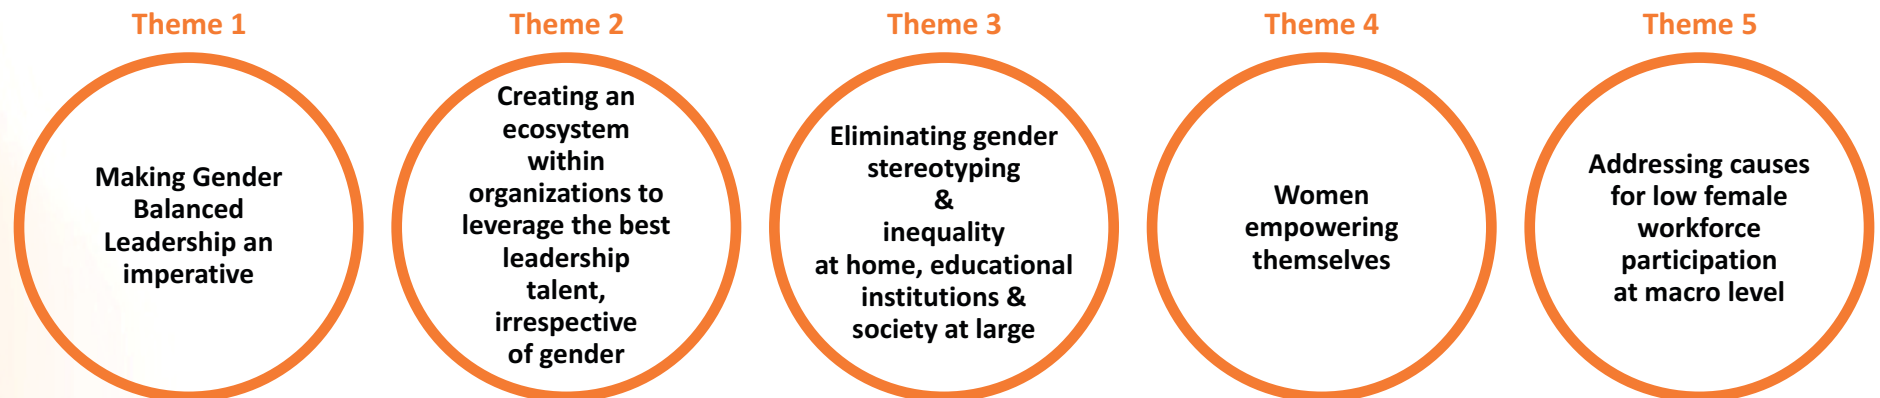 Theme 1
Making Gender
Balanced
Leadership an
imperative
Theme 2
Creating an
ecosystem
within
organizations to
leverage the best
leadership
talent,
irrespective
of gender
Theme 3
Eliminating gender
stereotyping
&
inequality
at home, educational
institutions &
society at large
Theme 4
Women
empowering
themselves
Theme 5
Addressing causes
for low female
workforce
participation
at macro level